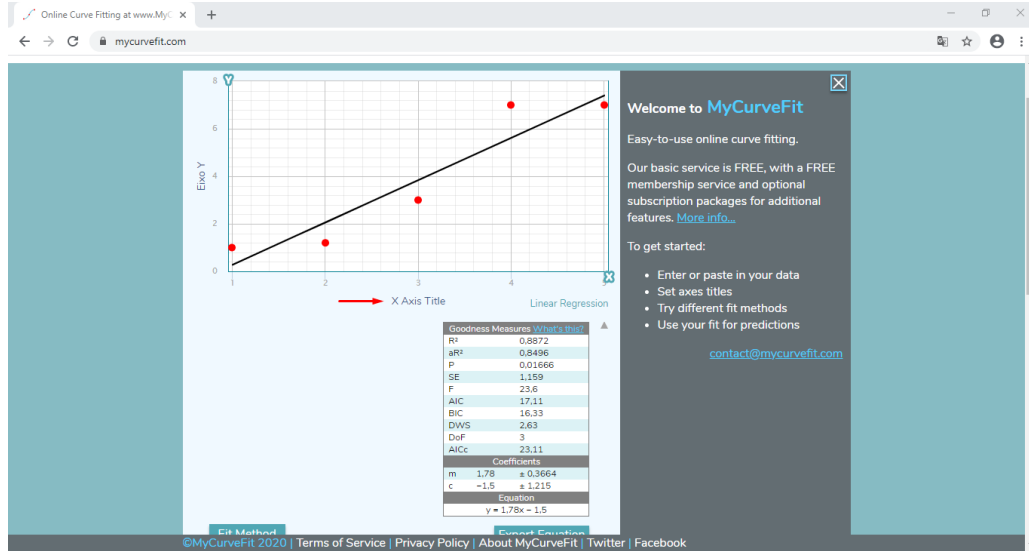 Online Curve Fitting at www.MyC
mycurvefit.com
Y
8
6
4
2
0
Eixo Y
1
2
3
4
5
X
X Axis Title
Linear Regression
Goodness Measures What's this?
R² 0,8872
aR² 0,8496
P 0,01666
SE 1,159
F 23,6
AIC 17,11
BIC 16,33
DWS 2,63
DoF 3
AICc 23,11
Coefficients
m 1,78 ± 0,3664
c −1,5 ± 1,215
Equation
y = 1,78x − 1,5
Fit Method
Export Equation
Welcome to MyCurveFit
Easy-to-use online curve fitting.
Our basic service is FREE, with a FREE
membership service and optional
subscription packages for additional
features. More info...
To get started:
• Enter or paste in your data
• Set axes titles
• Try different fit methods
• Use your fit for predictions
contact@mycurvefit.com
©MyCurveFit 2020 | Terms of Service | Privacy Policy | About MyCurveFit | Twitter | Facebook